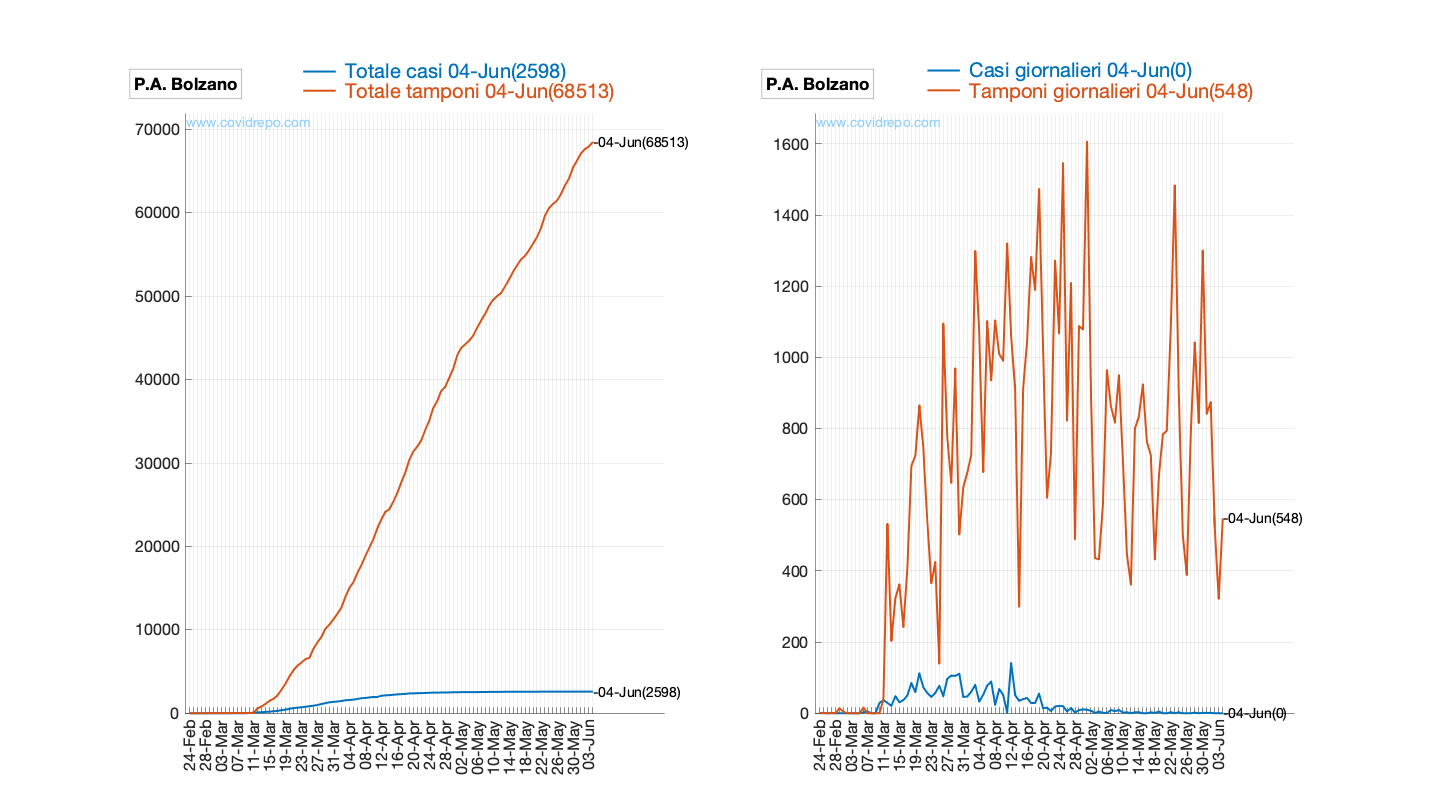 P.A. Bolzano
Totale casi 04-Jun(2598)
Totale tamponi 04-Jun(68513)
www.covidrepo.com
70000
60000
50000
40000
30000
20000
10000
0
04-Jun(68513)
04-Jun(2598)
24-Feb
28-Feb
03-Mar
07-Mar
11-Mar
15-Mar
19-Mar
23-Mar
27-Mar
31-Mar
04-Apr
08-Apr
12-Apr
16-Apr
20-Apr
24-Apr
28-Apr
02-May
06-May
10-May
14-May
18-May
22-May
26-May
30-May
03-Jun
P.A. Bolzano
Casi giornalieri 04-Jun(0)
Tamponi giornalieri 04-Jun(548)
www.covidrepo.com
1600
1400
1200
1000
800
600
400
200
0
04-Jun(548)
04-Jun(0)
24-Feb
28-Feb
03-Mar
07-Mar
11-Mar
15-Mar
19-Mar
23-Mar
27-Mar
31-Mar
04-Apr
08-Apr
12-Apr
16-Apr
20-Apr
24-Apr
28-Apr
02-May
06-May
10-May
14-May
18-May
22-May
26-May
30-May
03-Jun